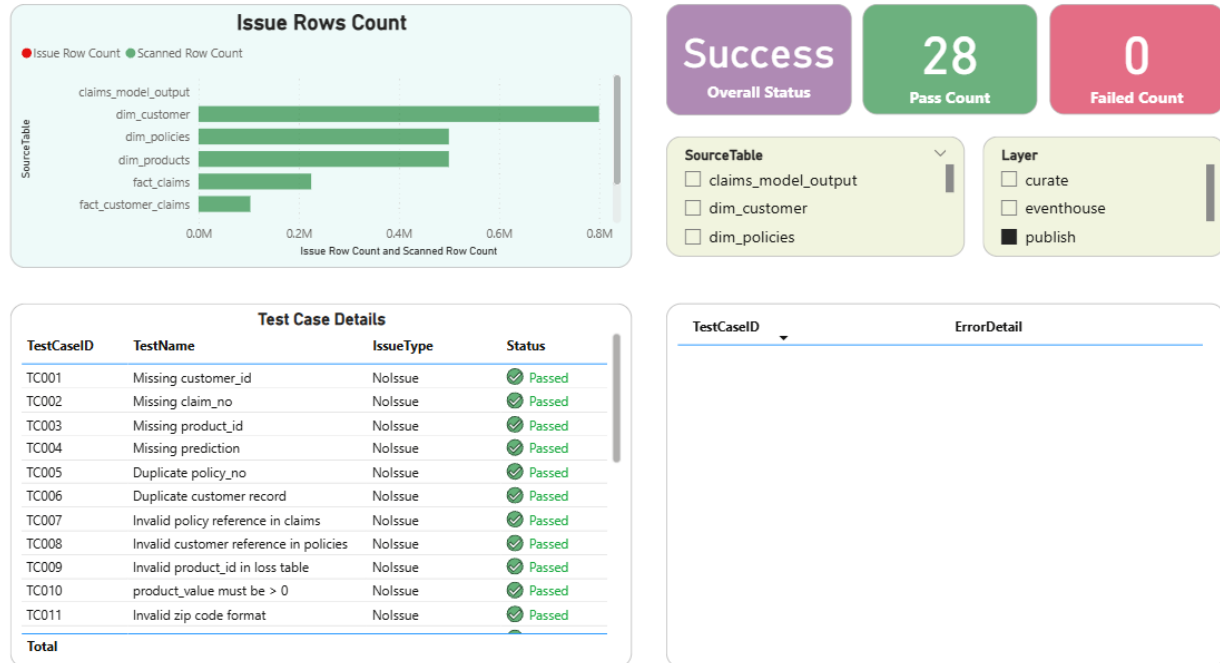 Issue Rows Count
Issue Row Count Scanned Row Count
SourceTable
claims_model_output
dim_customer
dim_policies
dim_products
fact_claims
fact_customer_claims
0.0M 0.2M 0.4M 0.6M 0.8M
Issue Row Count and Scanned Row Count
Success
Overall Status
28
Pass Count
0
Failed Count
SourceTable
claims_model_output
dim_customer
dim_policies
Layer
curate
eventhouse
publish
Test Case Details
TestCaseID TestName IssueType Status
TC001 Missing customer_id NoIssue Passed
TC002 Missing claim_no NoIssue Passed
TC003 Missing product_id NoIssue Passed
TC004 Missing prediction NoIssue Passed
TC005 Duplicate policy_no NoIssue Passed
TC006 Duplicate customer record NoIssue Passed
TC007 Invalid policy reference in claims NoIssue Passed
TC008 Invalid customer reference in policies NoIssue Passed
TC009 Invalid product_id in loss table NoIssue Passed
TC010 product_value must be > 0 NoIssue Passed
TC011 Invalid zip code format NoIssue Passed
Total
TestCaseID ErrorDetail